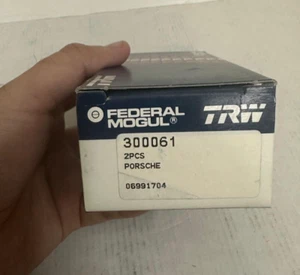 FEDERAL
MOGUL®
TRW
300061
2PCS
PORSCHE
06991704